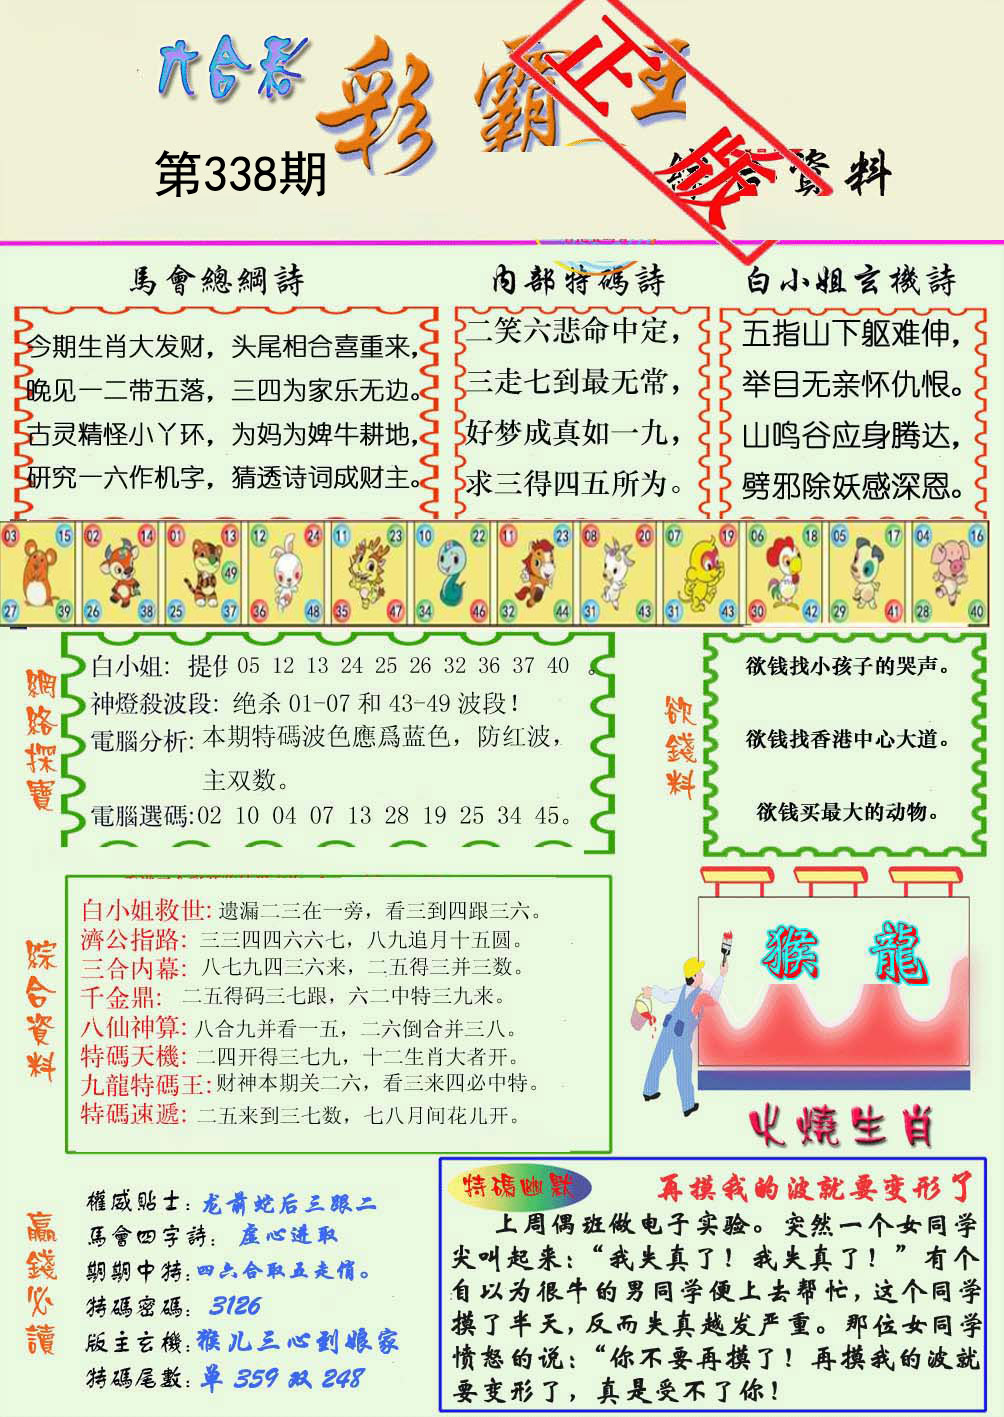 六合彩 彩霸王 正版
第338期
綜合資料
馬會總綱詩
今期生肖大发财，头尾相合喜重来，
晚见一二带五落，三四为家乐无边。
古灵精怪小丫环，为妈为婢牛耕地，
研究一六作机字，猜透诗词成财主。
内部特碼詩
二笑六悲命中定，
三走七到最无常，
好梦成真如一九，
求三得四五所为。
白小姐玄機詩
五指山下躯难伸，
举目无亲怀仇恨。
山鸣谷应身腾达，
劈邪除妖感深恩。
03 15 02 14 01 13 12 24 11 23 10 22 11 23 08 20 07 19 06 18 05 17 04 16
49
27 39 26 38 25 37 36 48 35 47 34 46 32 44 31 43 31 43 30 42 29 41 28 40
網絡探寶
白小姐：提供 05 12 13 24 25 26 32 36 37 40 。
神燈殺波段: 绝杀 01-07 和 43-49 波段！
電腦分析: 本期特碼波色應爲蓝色，防红波，
主双数。
電腦選碼:02 10 04 07 13 28 19 25 34 45。
欲錢料
欲钱找小孩子的哭声。
欲钱找香港中心大道。
欲钱买最大的动物。
綜合資料
白小姐救世: 遗漏二三在一旁，看三到四跟三六。
濟公指路: 三三四四六六七，八九追月十五圆。
三合内幕: 八七九四三六来，二五得三并三数。
千金鼎: 二五得码三七跟，六二中特三九来。
八仙神算: 八合九并看一五，二六倒合并三八。
特碼天機: 二四开得三七九，十二生肖大者开。
九龍特碼王: 财神本期关二六，看三来四必中特。
特碼速遞: 二五来到三七数，七八月间花儿开。
猴 龍
火燒生肖
贏錢必讀
權威貼士: 龙前蛇后三跟二
馬會四字詩: 虚心进取
期期中特: 四六合取五走俏。
特碼密碼: 3126
版主玄機: 猴儿三心到娘家
特碼尾數: 单 359 双 248
特碼幽默
再摸我的波就要变形了
上周偶班做电子实验。突然一个女同学
尖叫起来：“我失真了！我失真了！”有个
自以为很牛的男同学便上去帮忙，这个同学
摸了半天，反而失真越发严重。那位女同学
愤怒的说：“你不要再摸了！再摸我的波就
要变形了，真是受不了你！